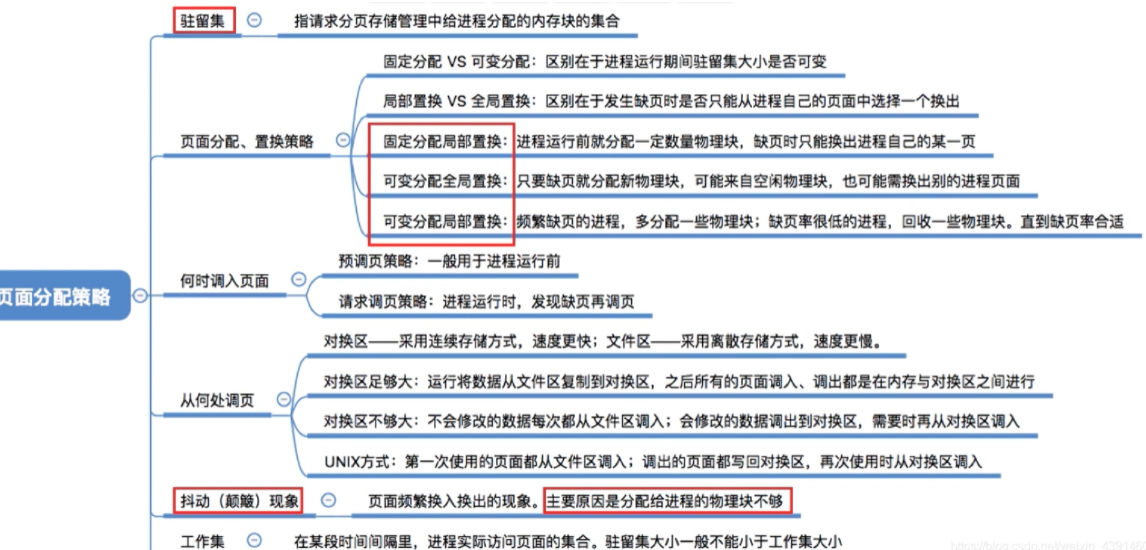 驻留集
指请求分页存储管理中给进程分配的内存块的集合
固定分配 VS 可变分配：区别在于进程运行期间驻留集大小是否可变
局部置换 VS 全局置换：区别在于发生缺页时是否只能从进程自己的页面中选择一个换出
页面分配、置换策略
固定分配局部置换：进程运行前就分配一定数量物理块，缺页时只能换出进程自己的某一页
可变分配全局置换：只要缺页就分配新物理块，可能来自空闲物理块，也可能需换出别的进程页面
可变分配局部置换：频繁缺页的进程，多分配一些物理块；缺页率很低的进程，回收一些物理块。直到缺页率合适
何时调入页面
预调页策略：一般用于进程运行前
请求调页策略：进程运行时，发现缺页再调页
页面分配策略
对换区——采用连续存储方式，速度更快；文件区——采用离散存储方式，速度更慢。
对换区足够大：运行将数据从文件区复制到对换区，之后所有的页面调入、调出都是在内存与对换区之间进行
从何处调页
对换区不够大：不会修改的数据每次都从文件区调入；会修改的数据调出到对换区，需要时再从对换区调入
UNIX方式：第一次使用的页面都从文件区调入；调出的页面都写回对换区，再次使用时从对换区调入
抖动（颠簸）现象
页面频繁换入换出的现象。主要原因是分配给进程的物理块不够
工作集
在某段时间间隔里，进程实际访问页面的集合。驻留集大小一般不能小于工作集大小